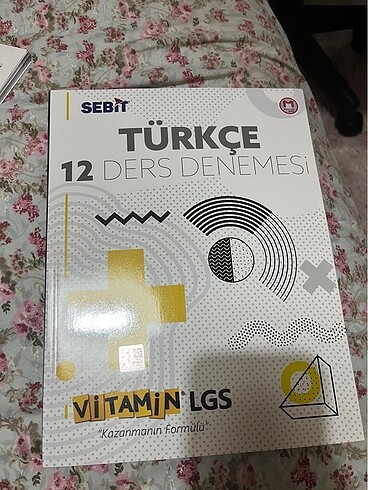 SEBİT
TÜRKÇE
12 DERS DENEMESİ
VİTAMİN LGS
"Kazanmanın Formülü"